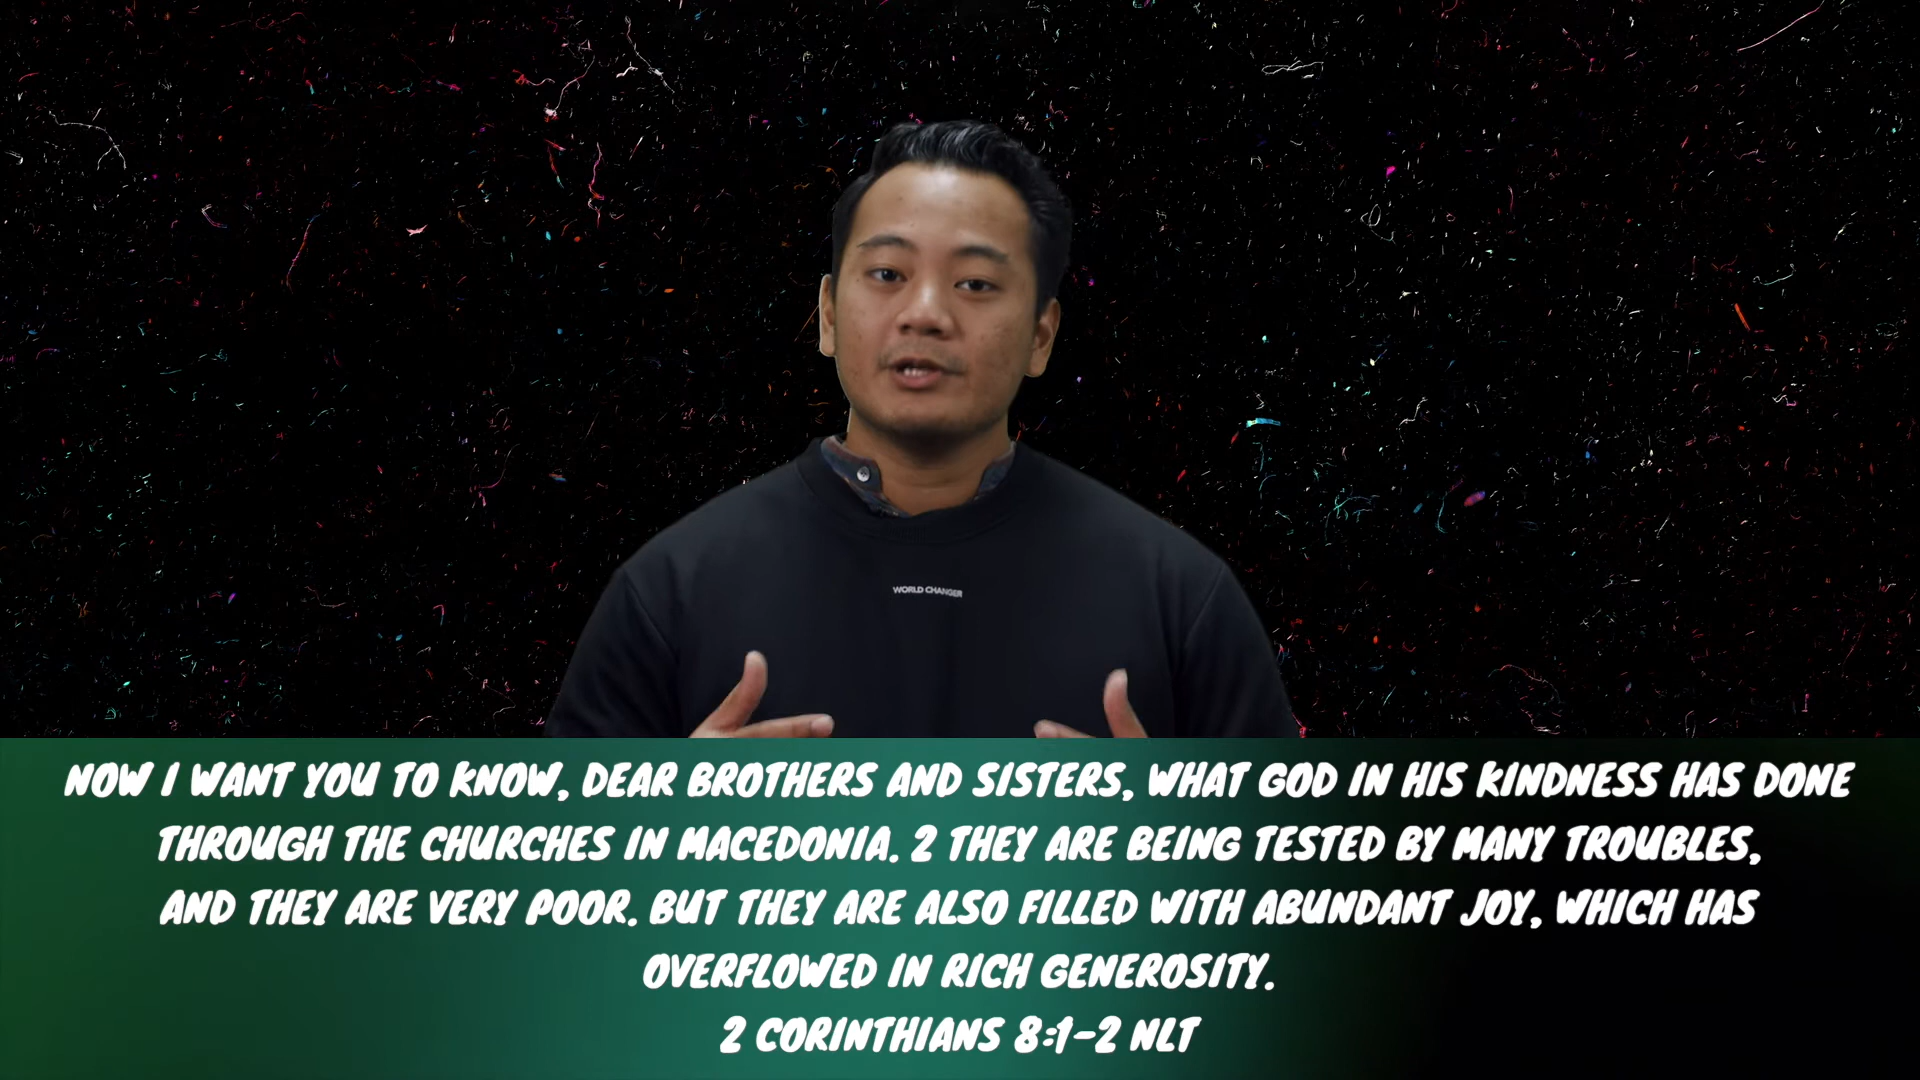 WORLD CHANGER
NOW I WANT YOU TO KNOW, DEAR BROTHERS AND SISTERS, WHAT GOD IN HIS KINDNESS HAS DONE
THROUGH THE CHURCHES IN MACEDONIA. 2 THEY ARE BEING TESTED BY MANY TROUBLES,
AND THEY ARE VERY POOR. BUT THEY ARE ALSO FILLED WITH ABUNDANT JOY, WHICH HAS
OVERFLOWED IN RICH GENEROSITY.
2 CORINTHIANS 8:1-2 NLT